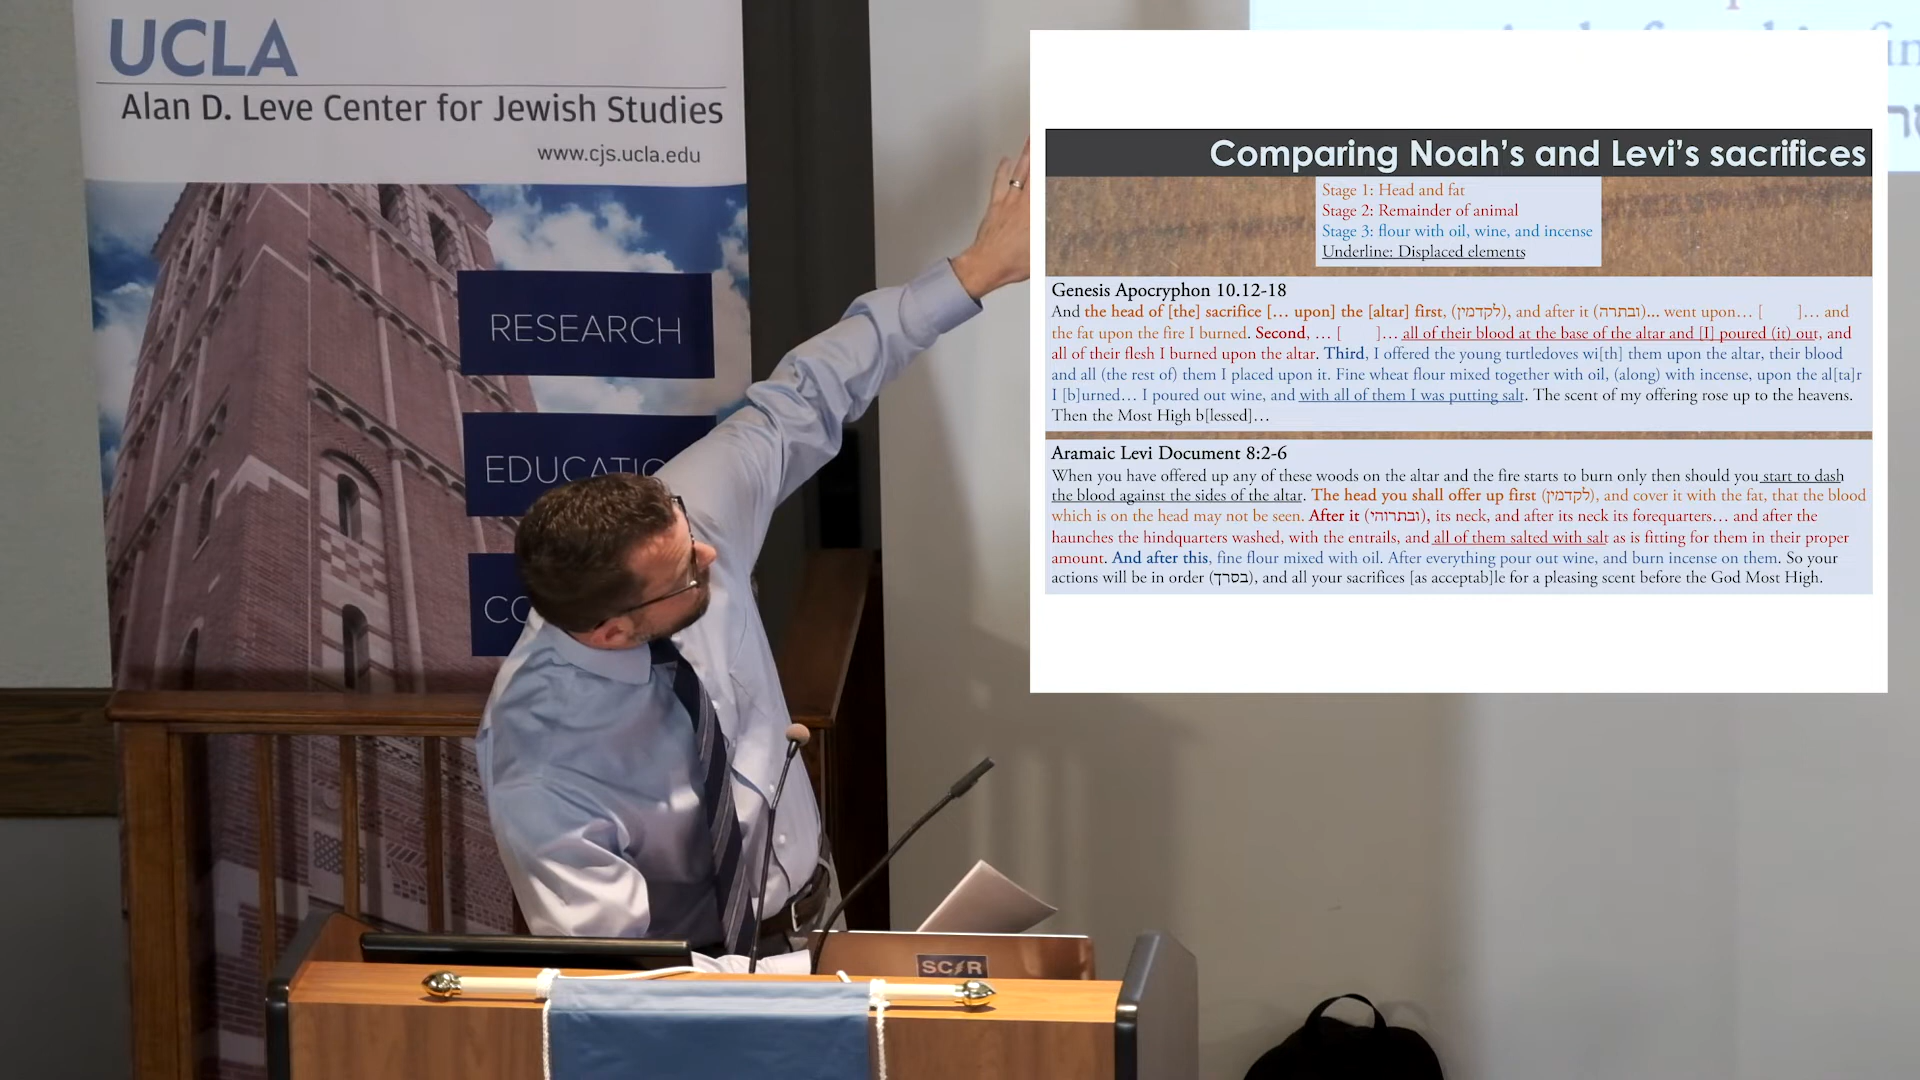 UCLA
Alan D. Leve Center for Jewish Studies
www.cjs.ucla.edu
RESEARCH
EDUCATIO
CO
SC/R
Comparing Noah's and Levi's sacrifices
Stage 1: Head and fat
Stage 2: Remainder of animal
Stage 3: flour with oil, wine, and incense
Underline: Displaced elements
Genesis Apocryphon 10.12-18
And the head of [the] sacrifice [… upon] the [altar] first, (לקדמין), and after it (ובתרה)... went upon… [ ]… and
the fat upon the fire I burned. Second, … [ ]… all of their blood at the base of the altar and [I] poured (it) out, and
all of their flesh I burned upon the altar. Third, I offered the young turtledoves wi[th] them upon the altar, their blood
and all (the rest of) them I placed upon it. Fine wheat flour mixed together with oil, (along) with incense, upon the al[ta]r
I [b]urned… I poured out wine, and with all of them I was putting salt. The scent of my offering rose up to the heavens.
Then the Most High b[lessed]…
Aramaic Levi Document 8:2-6
When you have offered up any of these woods on the altar and the fire starts to burn only then should you start to dash
the blood against the sides of the altar. The head you shall offer up first (לקדמין), and cover it with the fat, that the blood
which is on the head may not be seen. After it (ובתרוהי), its neck, and after its neck its forequarters… and after the
haunches the hindquarters washed, with the entrails, and all of them salted with salt as is fitting for them in their proper
amount. And after this, fine flour mixed with oil. After everything pour out wine, and burn incense on them. So your
actions will be in order (בסרך), and all your sacrifices [as acceptab]le for a pleasing scent before the God Most High.